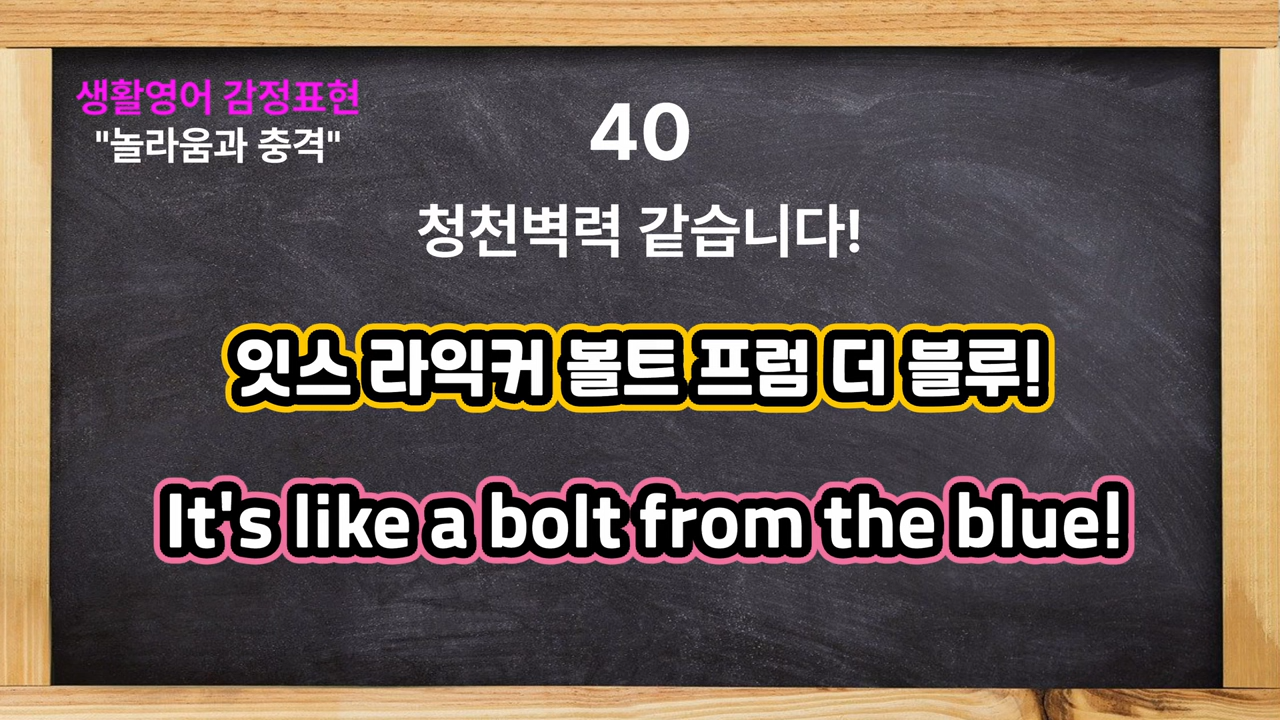 생활영어 감정표현
"놀라움과 충격"
40
청천벽력 같습니다!
잇스 라익커 볼트 프럼 더 블루!
It's like a bolt from the blue!